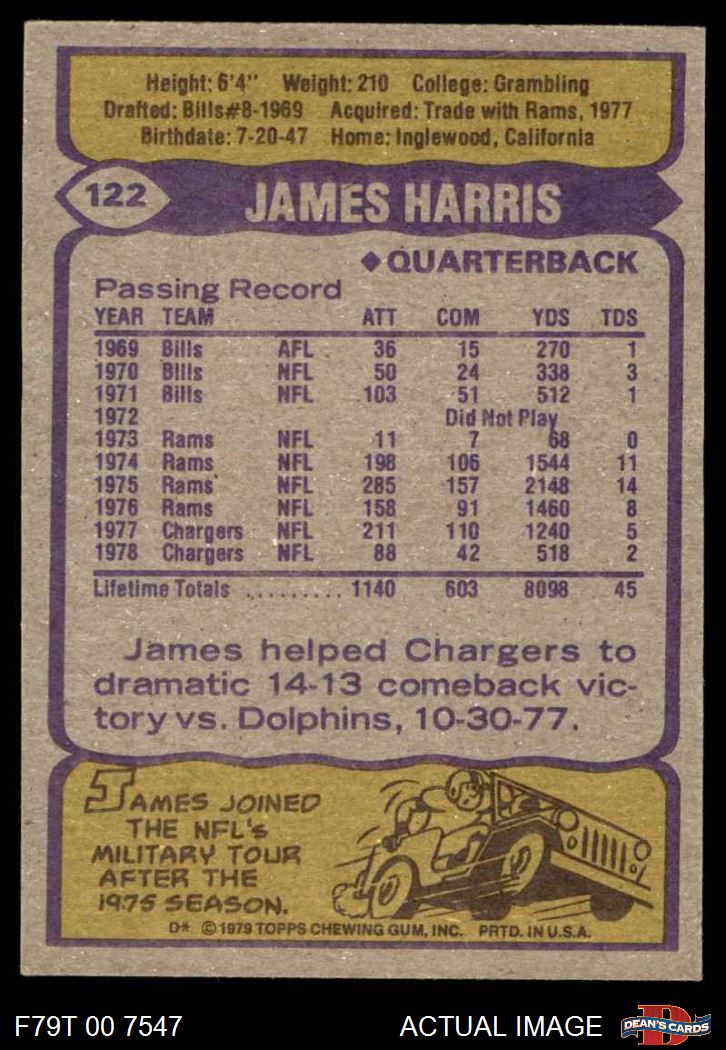 Height: 6'4" Weight: 210 College: Grambling
Drafted: Bills#8-1969 Acquired: Trade with Rams, 1977
Birthdate: 7-20-47 Home: Inglewood, California
122 JAMES HARRIS
◆QUARTERBACK
Passing Record
YEAR TEAM ATT COM YDS TDS
1969 Bills AFL 36 15 270 1
1970 Bills NFL 50 24 338 3
1971 Bills NFL 103 51 512 1
1972 Did Not Play
1973 Rams NFL 11 7 68 0
1974 Rams NFL 198 106 1544 11
1975 Rams NFL 285 157 2148 14
1976 Rams NFL 158 91 1460 8
1977 Chargers NFL 211 110 1240 5
1978 Chargers NFL 88 42 518 2
Lifetime Totals .......... 1140 603 8098 45
James helped Chargers to
dramatic 14-13 comeback vic-
tory vs. Dolphins, 10-30-77.
JAMES JOINED
THE NFL'S
MILITARY TOUR
AFTER THE
1975 SEASON.
D* © 1979 TOPPS CHEWING GUM, INC. PRTD. IN U.S.A.
F79T 00 7547 ACTUAL IMAGE D DEAN'S CARDS